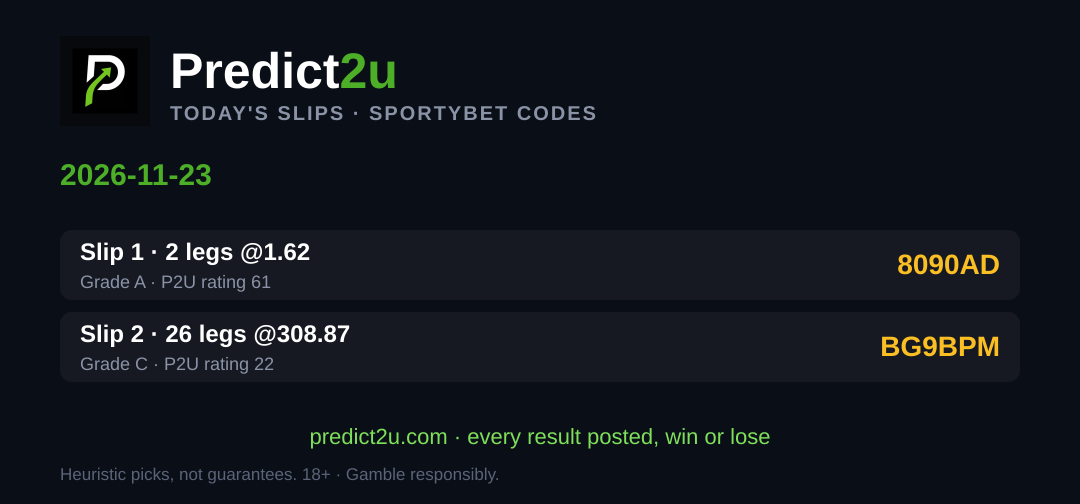 Predict2u
TODAY'S SLIPS · SPORTYBET CODES
2026-11-23
Slip 1 · 2 legs @1.62
Grade A · P2U rating 61
8090AD
Slip 2 · 26 legs @308.87
Grade C · P2U rating 22
BG9BPM
predict2u.com · every result posted, win or lose
Heuristic picks, not guarantees. 18+ · Gamble responsibly.